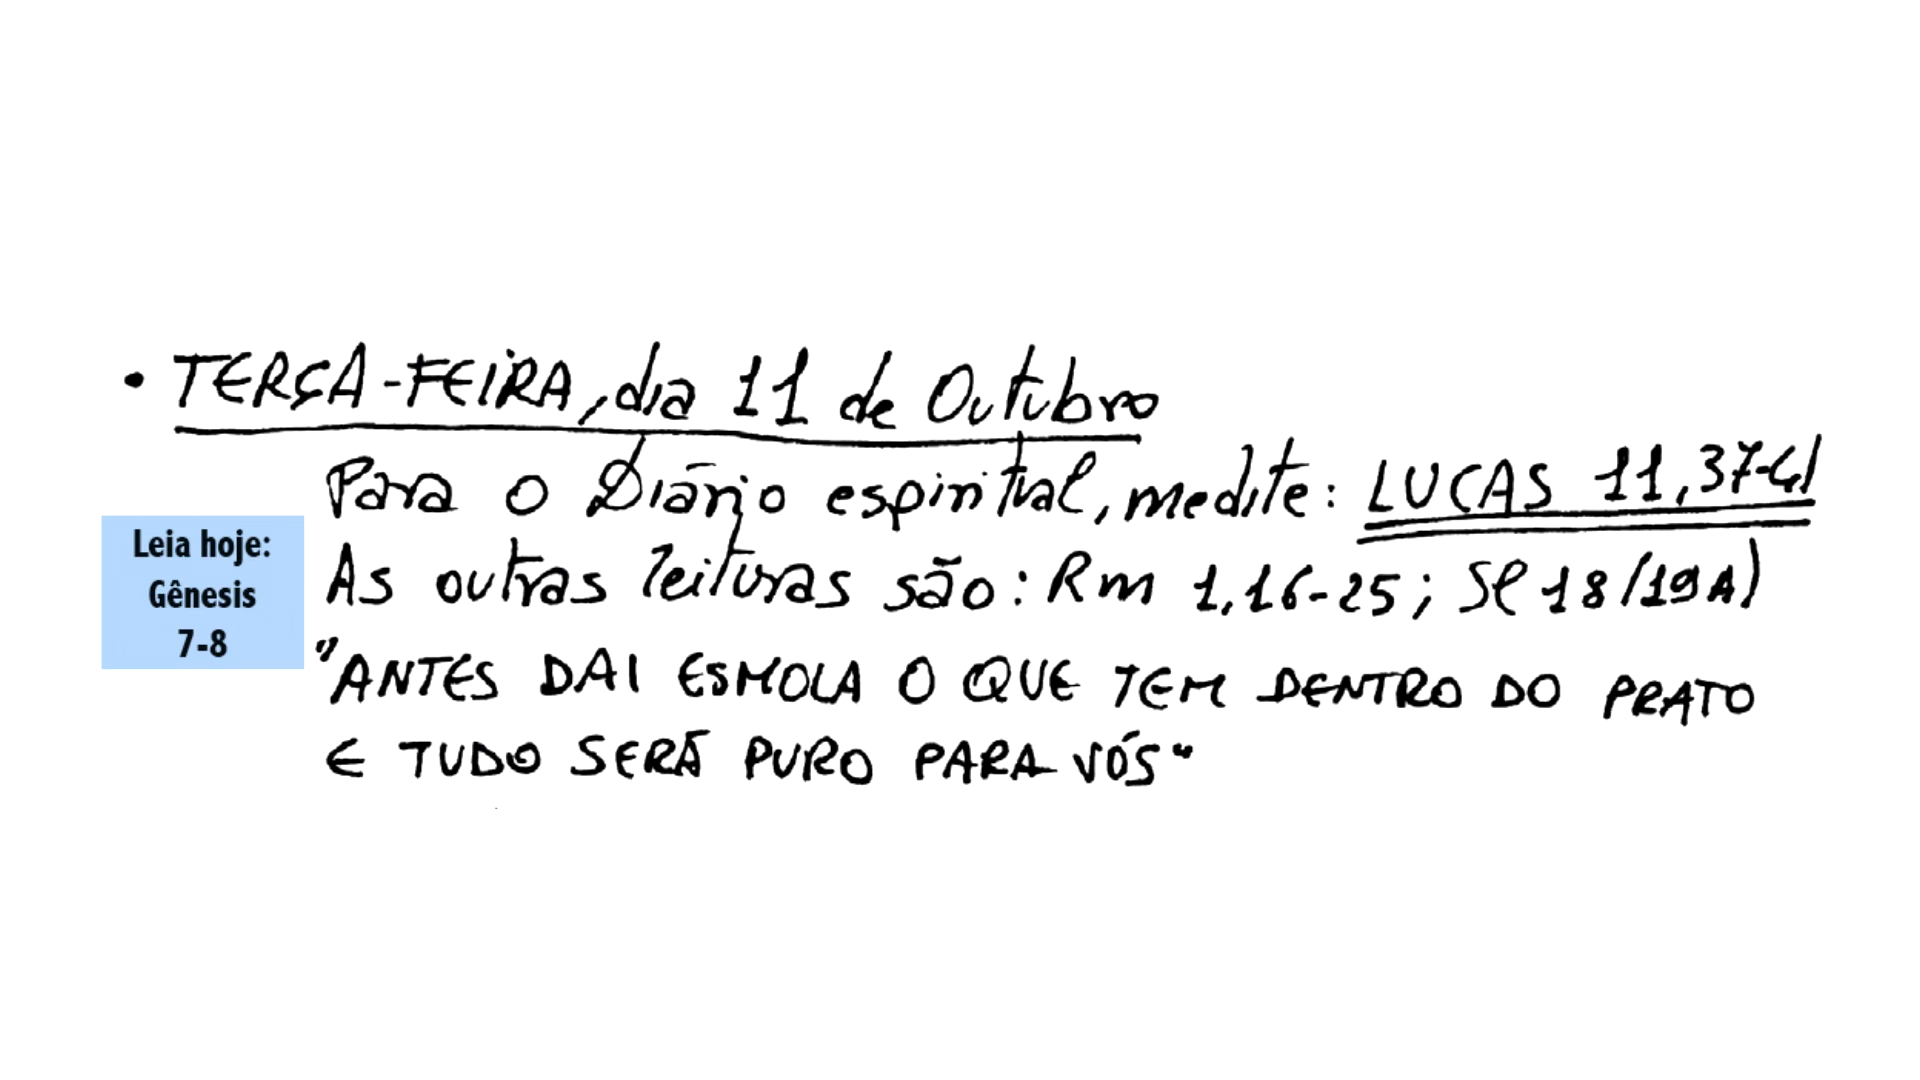 • TERÇA-FEIRA, dia 11 de Outubro
Para o Diário espiritual, medite: LUCAS 11,37-41
Leia hoje:
Gênesis
7-8
As outras leituras são: Rm 1,16-25; Sl 18/19A)
"ANTES DAI ESMOLA O QUE TEM DENTRO DO PRATO
E TUDO SERÁ PURO PARA VÓS"